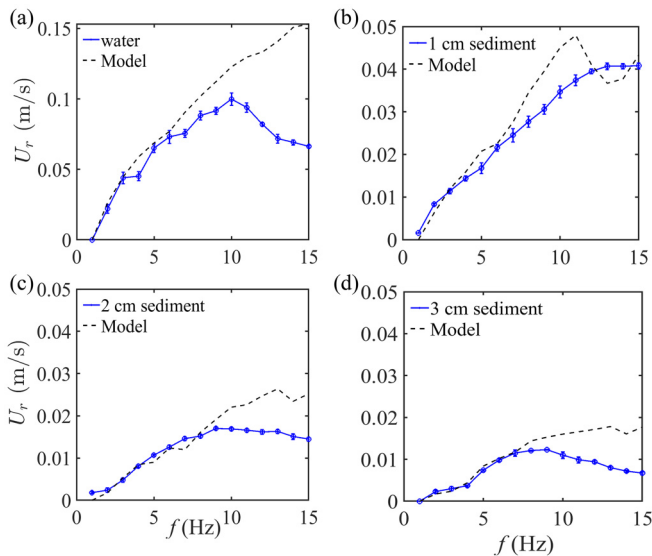 (a)
water
Model
U_r (m/s)
0.15
0.1
0.05
0
0 5 10 15
(b)
1 cm sediment
Model
0.05
0.04
0.03
0.02
0.01
0
0 5 10 15
(c)
2 cm sediment
Model
U_r (m/s)
0.05
0.04
0.03
0.02
0.01
0
0 5 10 15
f (Hz)
(d)
3 cm sediment
Model
0.05
0.04
0.03
0.02
0.01
0
0 5 10 15
f (Hz)